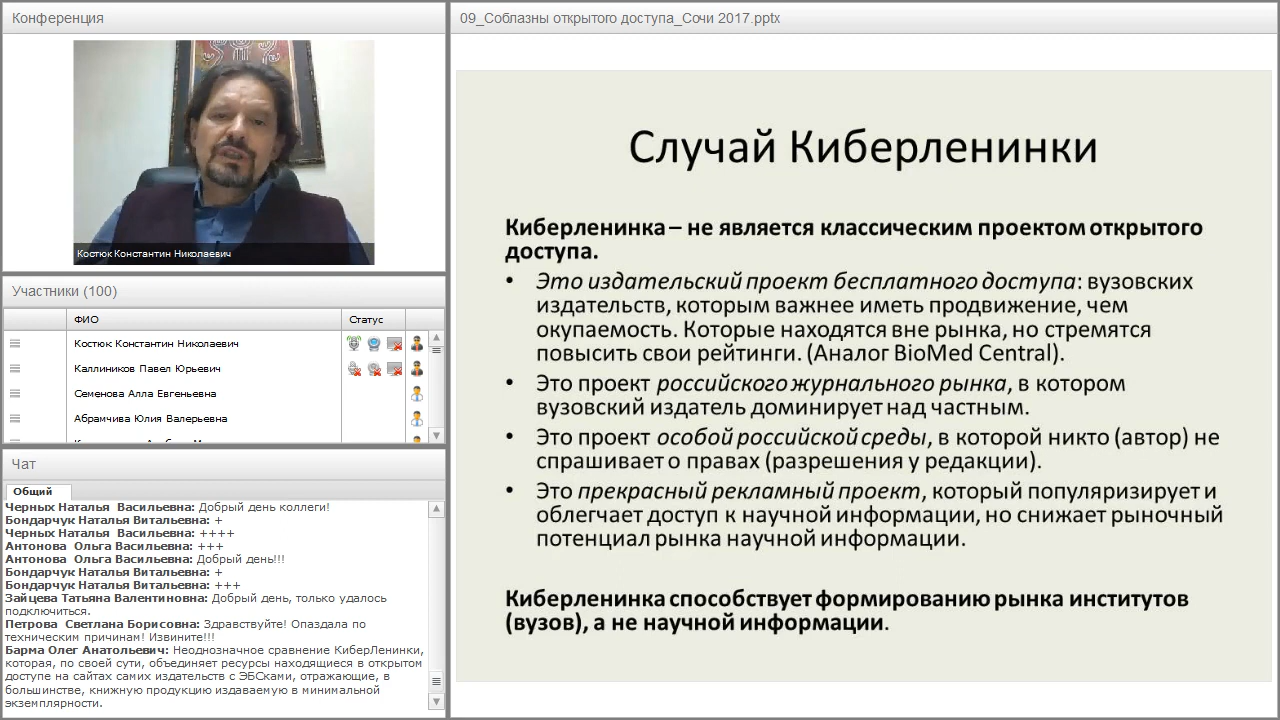 Конференция
Костюк Константин Николаевич
Участники (100)
ФИО
Статус
Костюк Константин Николаевич
Каллиников Павел Юрьевич
Семенова Алла Евгеньевна
Абрамчива Юлия Валерьевна
Чат
Общий
Черных Наталья Васильевна: Добрый день коллеги!
Бондарчук Наталья Витальевна: +
Черных Наталья Васильевна: ++++
Антонова Ольга Васильевна: +++
Антонова Ольга Васильевна: Добрый день!!!
Бондарчук Наталья Витальевна: +
Бондарчук Наталья Витальевна: +++
Зайцева Татьяна Валентиновна: Добрый день, только удалось
подключиться.
Петрова Светлана Борисовна: Здравствуйте! Опаздала по
техническим причинам! Извините!!!
Барма Олег Анатольевич: Неоднозначное сравнение КиберЛенинки,
которая, по своей сути, объединяет ресурсы находящиеся в открытом
доступе на сайтах самих издательств с ЭБСками, отражающие, в
большинстве, книжную продукцию издаваемую в минимальной
экземплярности.
09_Соблазны открытого доступа_Сочи 2017.pptx
Случай Киберленинки
Киберленинка – не является классическим проектом открытого
доступа.
• Это издательский проект бесплатного доступа: вузовских
издательств, которым важнее иметь продвижение, чем
окупаемость. Которые находятся вне рынка, но стремятся
повысить свои рейтинги. (Аналог BioMed Central).
• Это проект российского журнального рынка, в котором
вузовский издатель доминирует над частным.
• Это проект особой российской среды, в которой никто (автор) не
спрашивает о правах (разрешения у редакции).
• Это прекрасный рекламный проект, который популяризирует и
облегчает доступ к научной информации, но снижает рыночный
потенциал рынка научной информации.
Киберленинка способствует формированию рынка институтов
(вузов), а не научной информации.